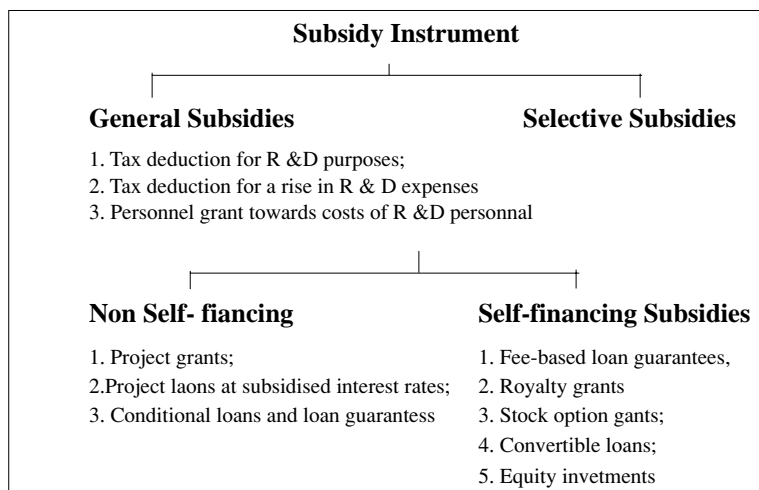 Subsidy Instrument
General Subsidies
Selective Subsidies
1. Tax deduction for R &D purposes;
2. Tax deduction for a rise in R & D expenses
3. Personnel grant towards costs of R &D personnal
Non Self- fiancing
1. Project grants;
2.Project laons at subsidised interest rates;
3. Conditional loans and loan guarantess
Self-financing Subsidies
1. Fee-based loan guarantees,
2. Royalty grants
3. Stock option gants;
4. Convertible loans;
5. Equity invetments